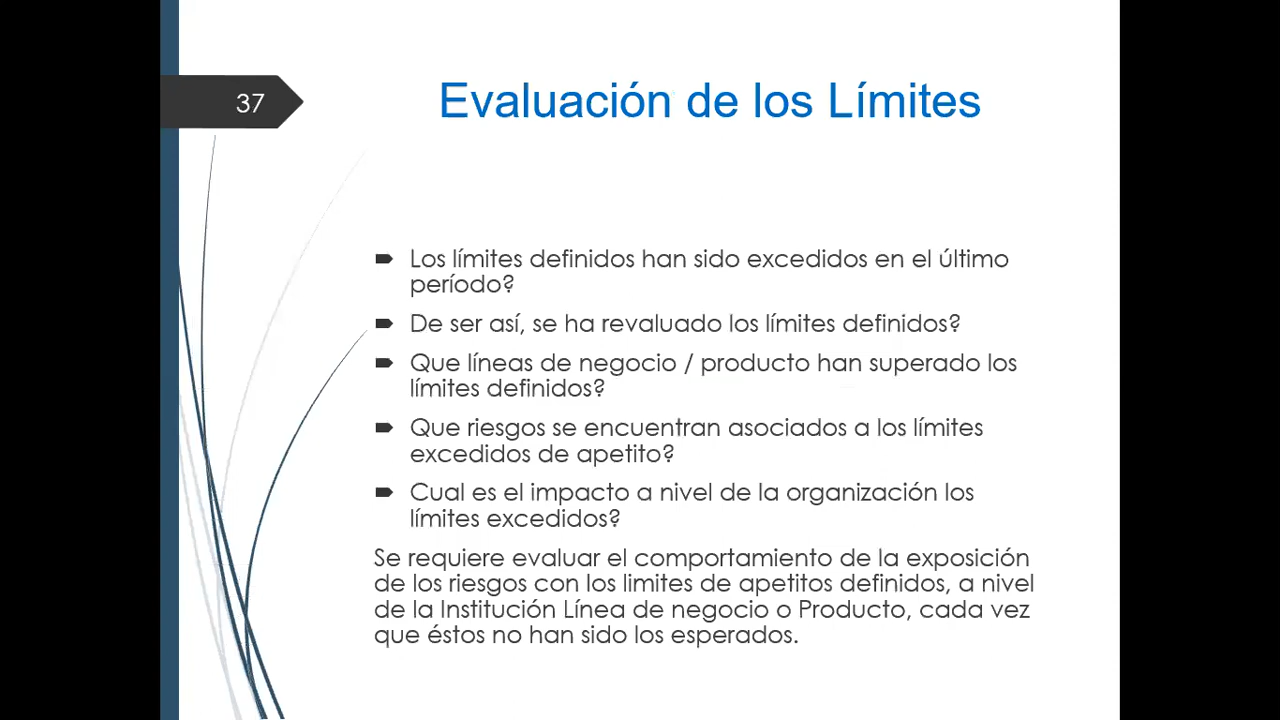 37
Evaluación de los Límites
Los límites definidos han sido excedidos en el último
período?
De ser así, se ha revaluado los límites definidos?
Que líneas de negocio / producto han superado los
límites definidos?
Que riesgos se encuentran asociados a los límites
excedidos de apetito?
Cual es el impacto a nivel de la organización los
límites excedidos?
Se requiere evaluar el comportamiento de la exposición
de los riesgos con los limites de apetitos definidos, a nivel
de la Institución Línea de negocio o Producto, cada vez
que éstos no han sido los esperados.